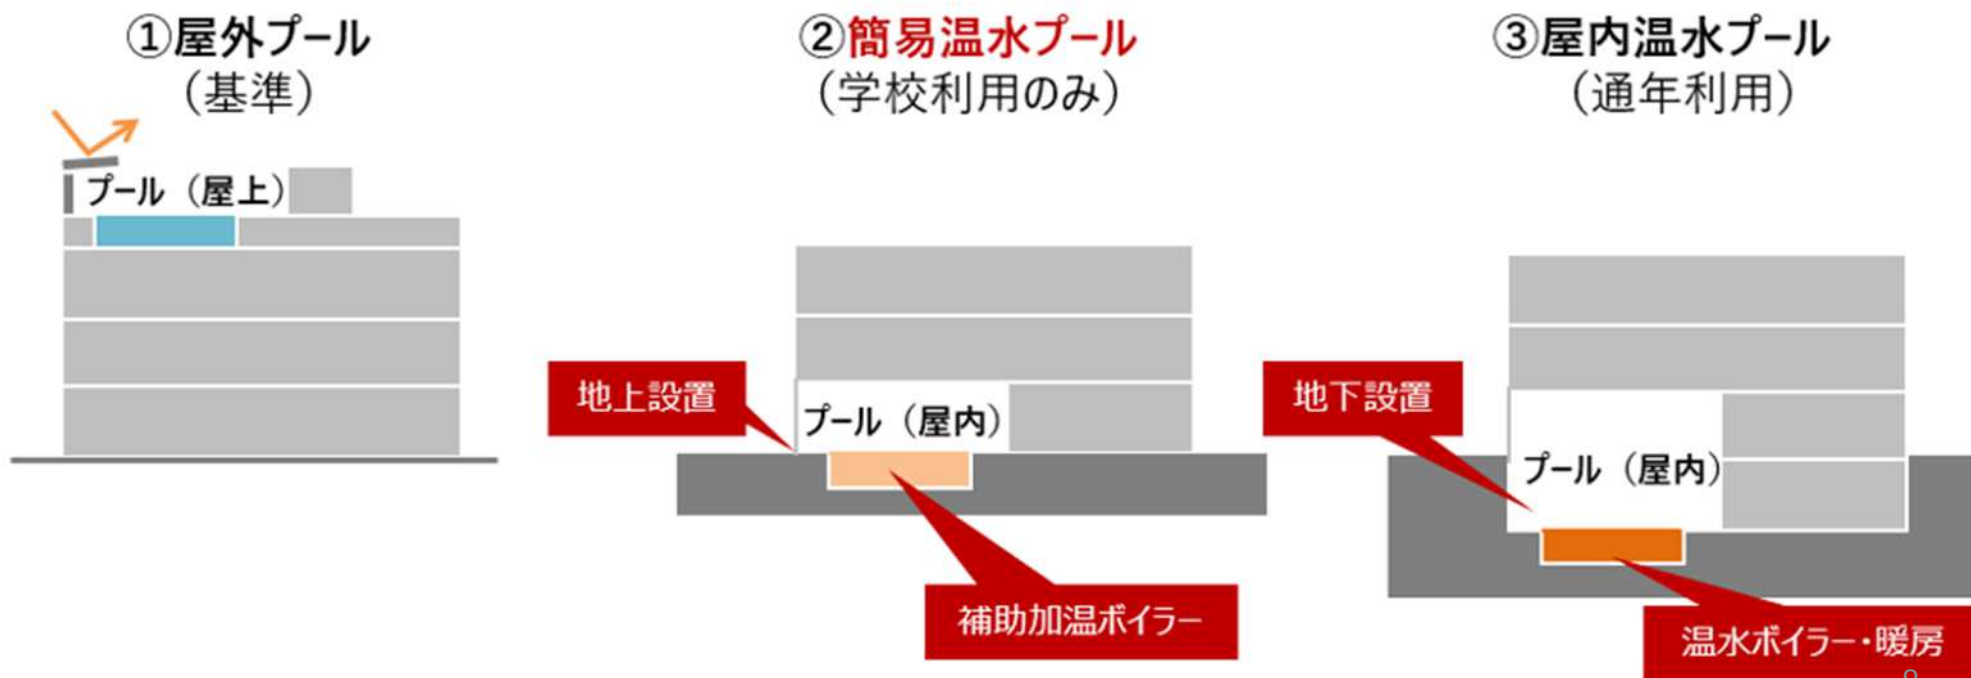 ①屋外プール
（基準）
プール（屋上）
②簡易温水プール
（学校利用のみ）
地上設置
プール（屋内）
補助加温ボイラー
③屋内温水プール
（通年利用）
地下設置
プール（屋内）
温水ボイラー・暖房